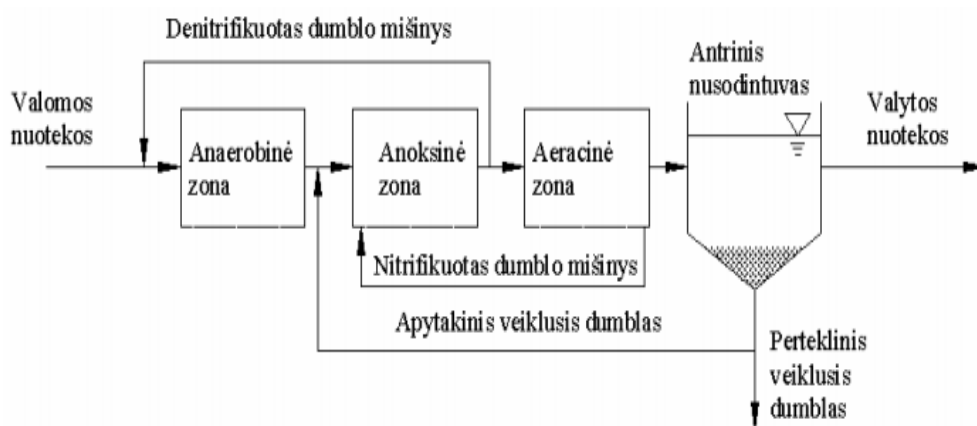 Denitrifikuotas dumblo mišinys
Antrinis
nusodintuvas
Valomos
nuotekos
Valytos
nuotekos
Anaerobinė
zona
Anoksinė
zona
Aeracinė
zona
Nitrifikuotas dumblo mišinys
Apytakinis veiklusis dumblas
Perteklinis
veiklusis
dumblas